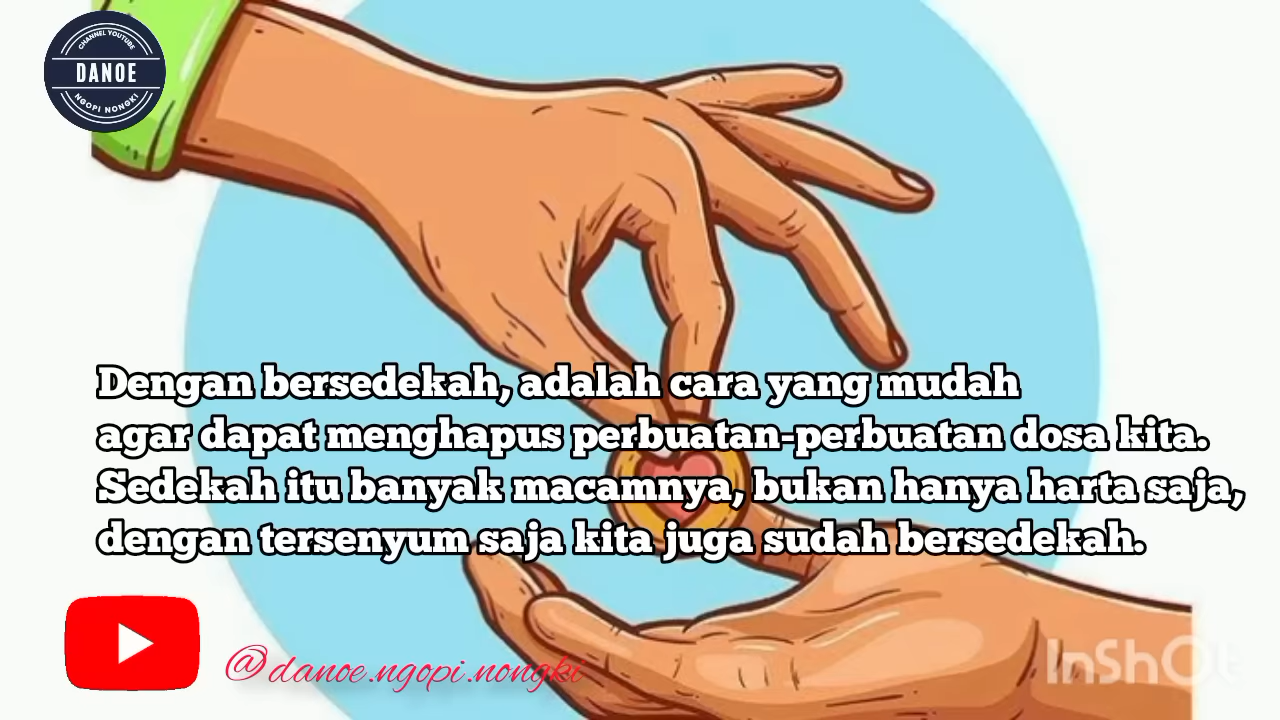 CHANNEL YOUTUBE
DANOE
NGOPI NONGKI
Dengan bersedekah, adalah cara yang mudah
agar dapat menghapus perbuatan-perbuatan dosa kita.
Sedekah itu banyak macamnya, bukan hanya harta saja,
dengan tersenyum saja kita juga sudah bersedekah.
@danoe.ngopi.nongki
InShOt